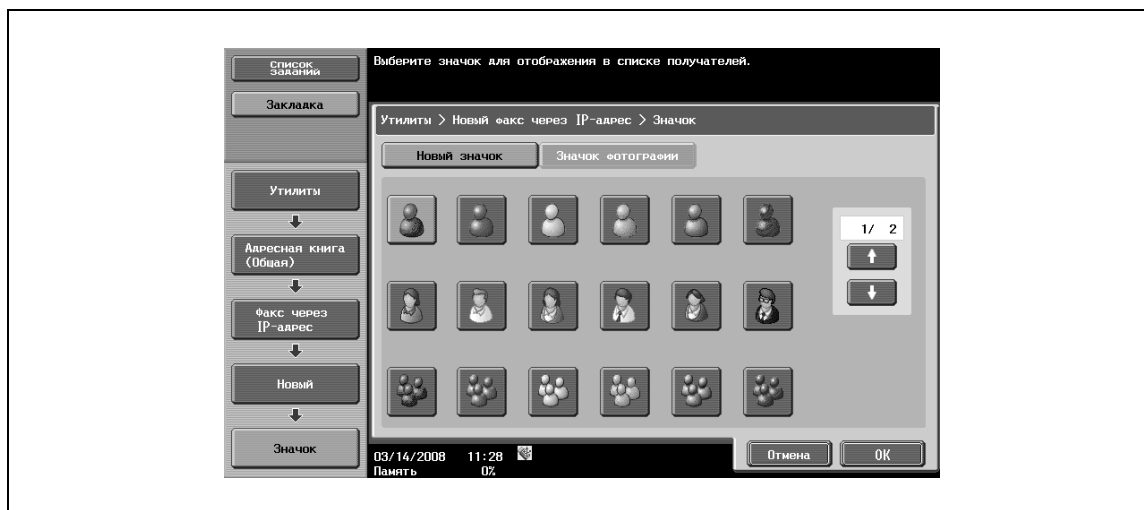 Список
заданий
Закладка
Утилиты
Адресная книга
(Общая)
Факс через
IP-адрес
Новый
Значок
Выберите значок для отображения в списке получателей.
Утилиты > Новый факс через IP-адрес > Значок
Новый значок
Значок фотографии
1/ 2
Отмена
OK
03/14/2008 11:28
Память 0%